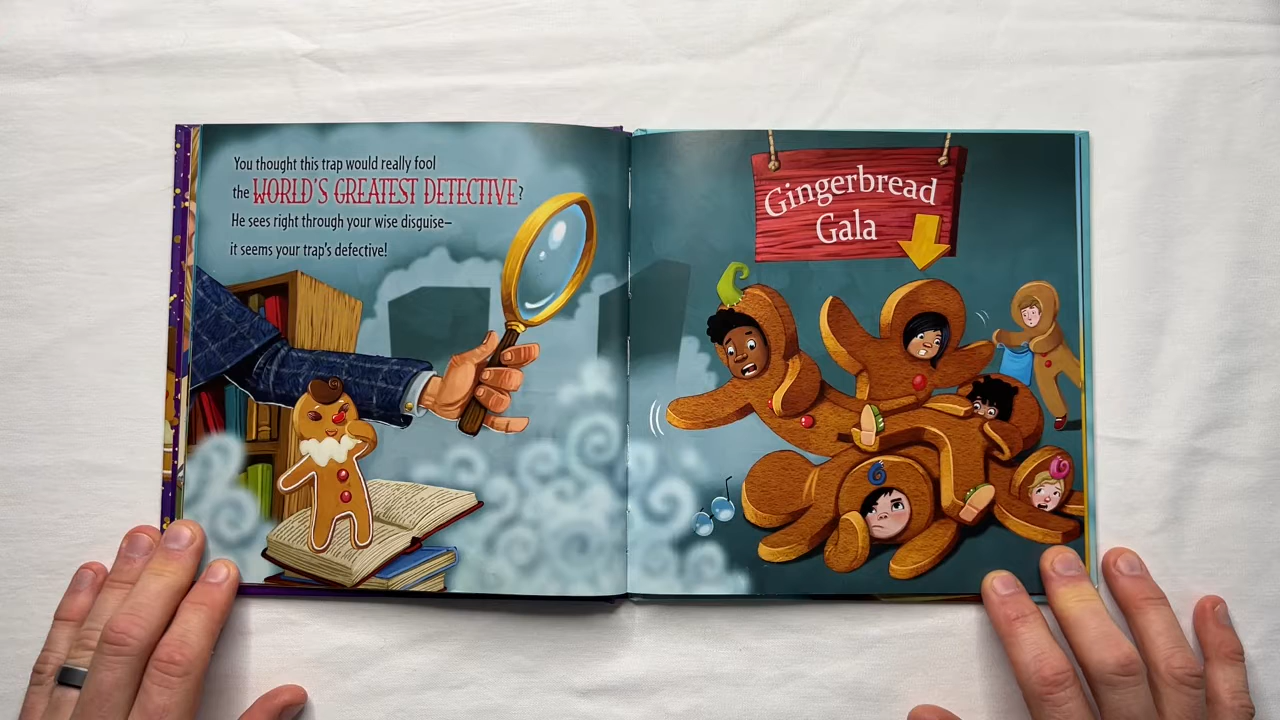 You thought this trap would really fool
the WORLD'S GREATEST DETECTIVE?
He sees right through your wise disguise–
it seems your trap's defective!
Gingerbread
Gala